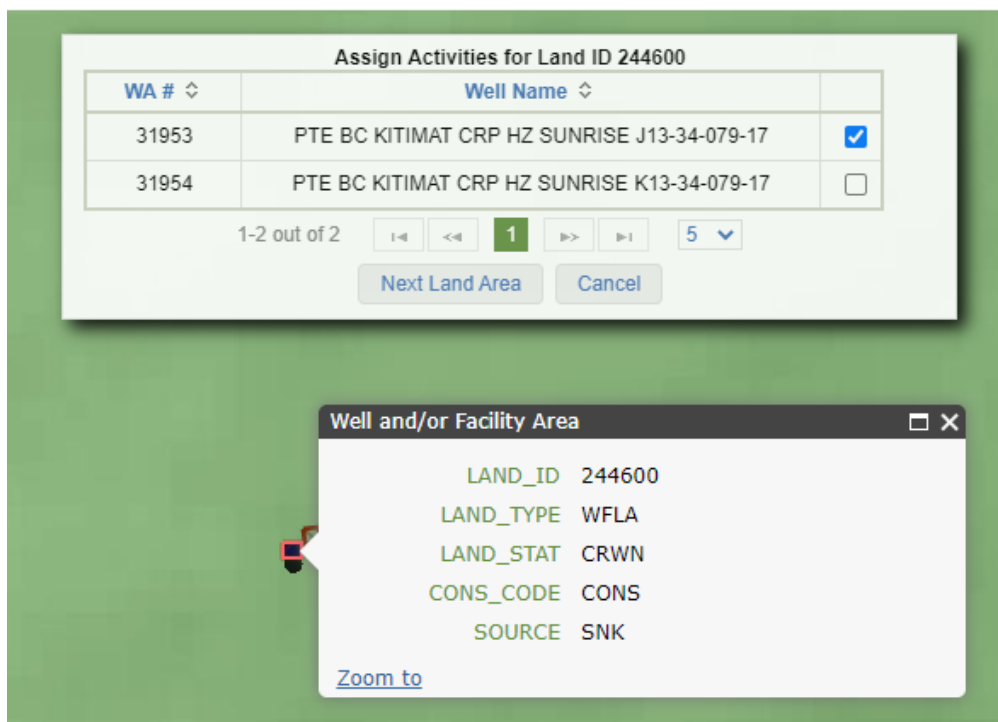 Assign Activities for Land ID 244600
WA # Well Name
31953 PTE BC KITIMAT CRP HZ SUNRISE J13-34-079-17
31954 PTE BC KITIMAT CRP HZ SUNRISE K13-34-079-17
1-2 out of 2 1 5
Next Land Area Cancel
Well and/or Facility Area
LAND_ID 244600
LAND_TYPE WFLA
LAND_STAT CRWN
CONS_CODE CONS
SOURCE SNK
Zoom to